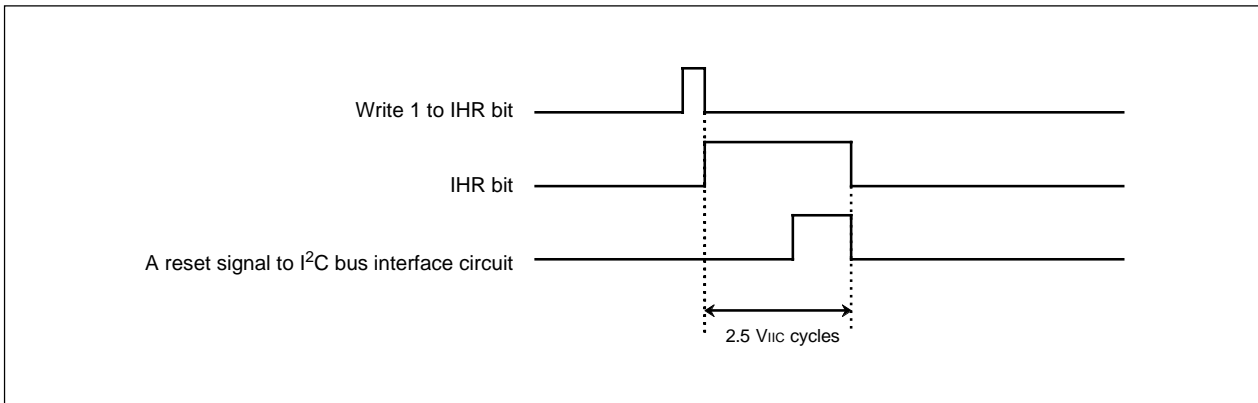 Write 1 to IHR bit
IHR bit
A reset signal to I²C bus interface circuit
2.5 VIIC cycles